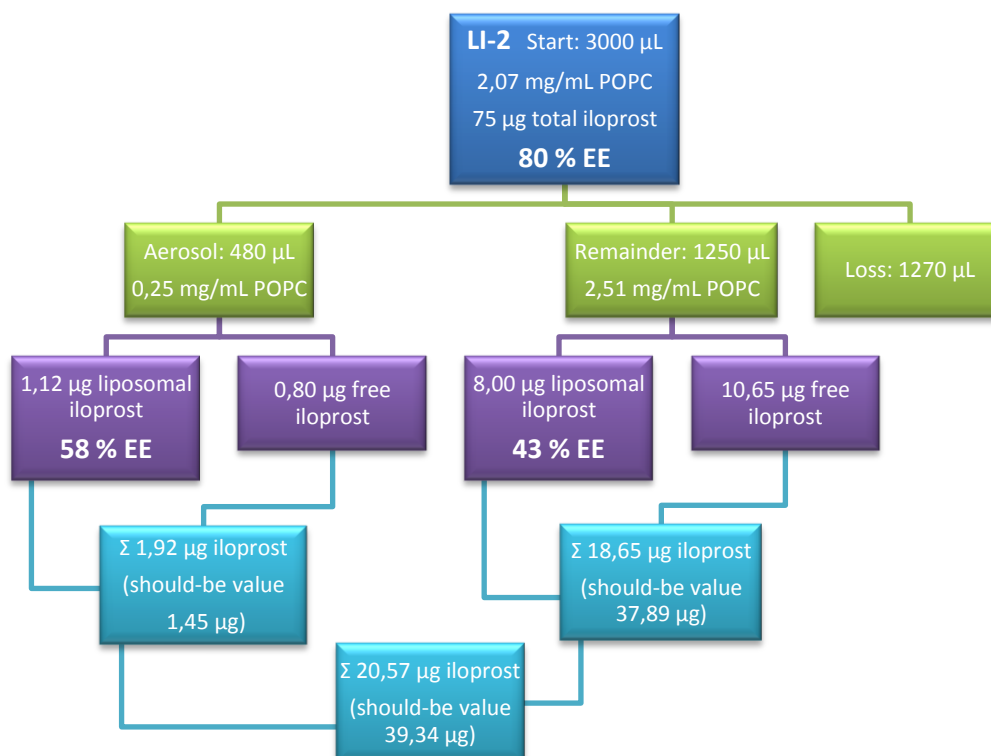 LI-2 Start: 3000 µL
2,07 mg/mL POPC
75 µg total iloprost
80 % EE
Aerosol: 480 µL
0,25 mg/mL POPC
Remainder: 1250 µL
2,51 mg/mL POPC
Loss: 1270 µL
1,12 µg liposomal
iloprost
58 % EE
0,80 µg free
iloprost
8,00 µg liposomal
iloprost
43 % EE
10,65 µg free
iloprost
Σ 1,92 µg iloprost
(should-be value
1,45 µg)
Σ 18,65 µg iloprost
(should-be value
37,89 µg)
Σ 20,57 µg iloprost
(should-be value
39,34 µg)